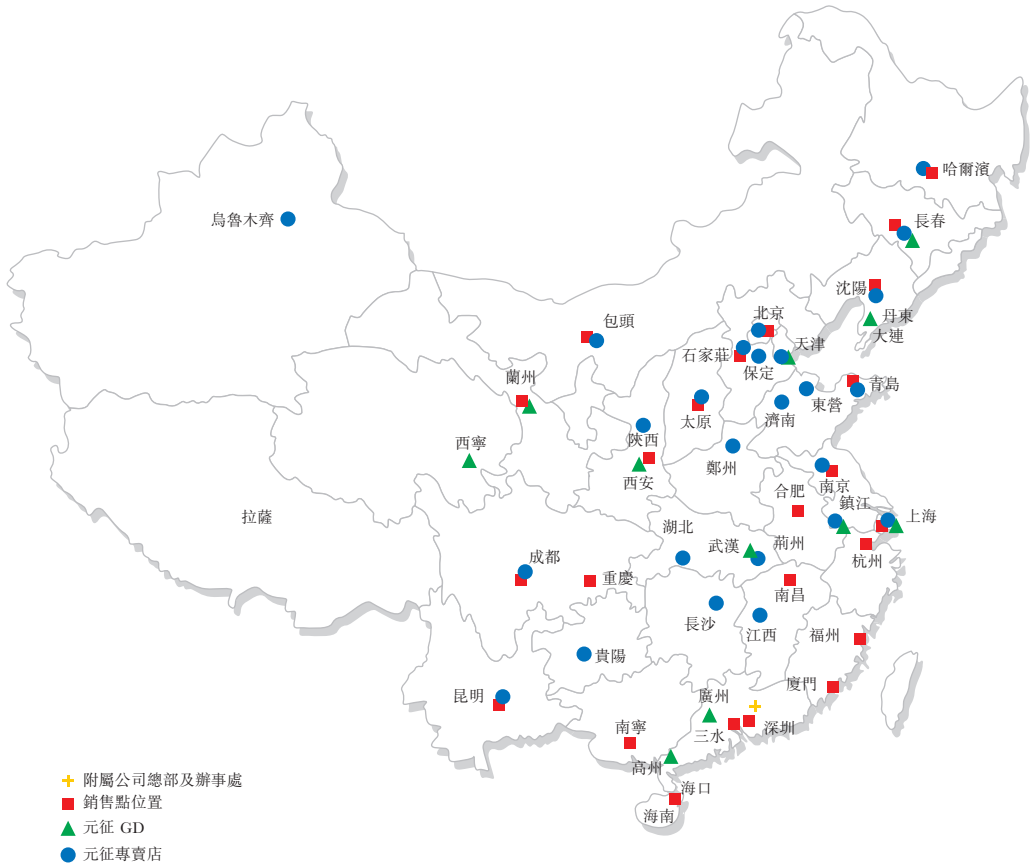 哈爾濱
長春
烏魯木齊
沈陽
丹東
大連
北京
包頭
天津
石家莊
保定
蘭州
青島
東營
濟南
太原
陝西
西寧
鄭州
西安
南京
合肥
鎮江
拉薩
上海
湖北
武漢
荊州
杭州
成都
重慶
南昌
長沙
江西
福州
貴陽
廈門
昆明
廣州
南寧
三水
深圳
高州
海口
海南
附屬公司總部及辦事處
銷售點位置
元征 GD
元征專賣店